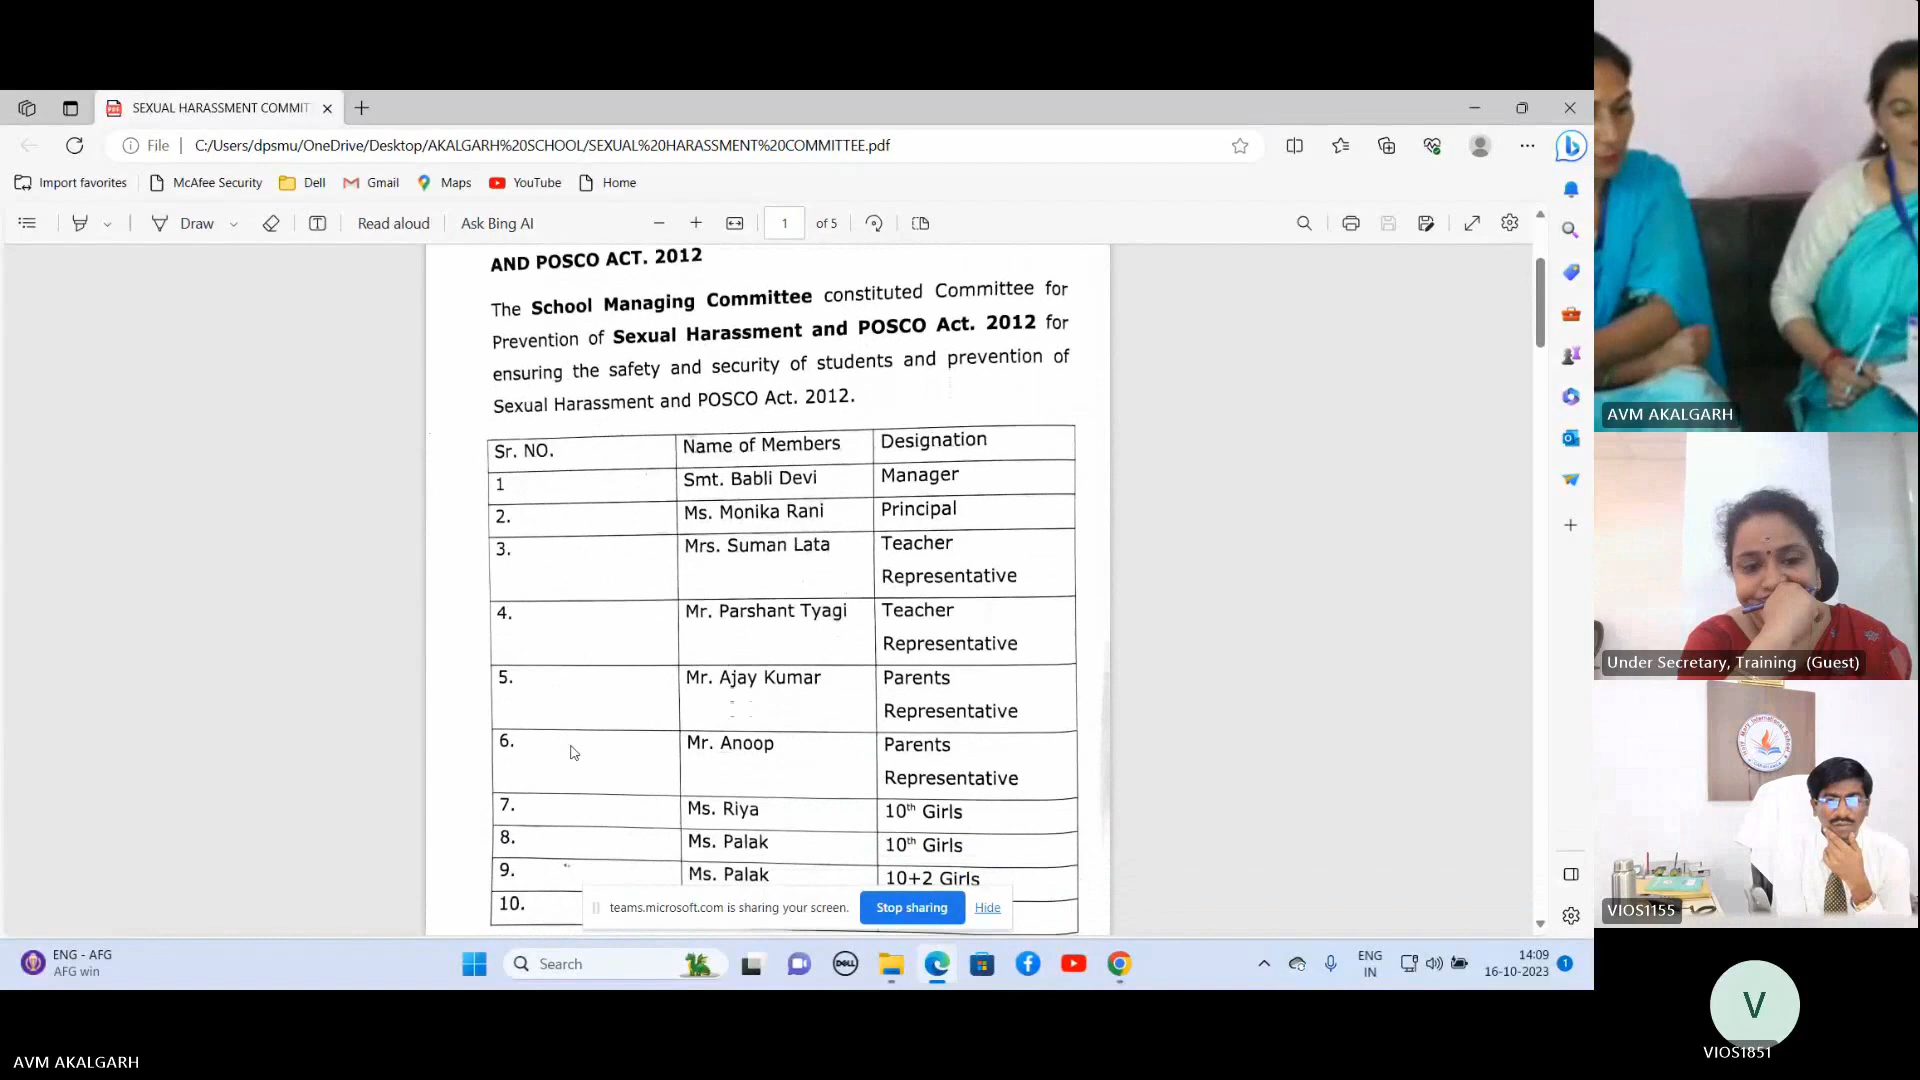 SEXUAL HARASSMENT COMMIT
File
C:/Users/dpsmu/OneDrive/Desktop/AKALGARH%20SCHOOL/SEXUAL%20HARASSMENT%20COMMITTEE.pdf
Import favorites McAfee Security Dell Gmail Maps YouTube Home
Draw Read aloud Ask Bing AI 1 of 5
AND POSCO ACT. 2012
The School Managing Committee constituted Committee for
Prevention of Sexual Harassment and POSCO Act. 2012 for
ensuring the safety and security of students and prevention of
Sexual Harassment and POSCO Act. 2012.
Sr. NO. Name of Members Designation
1 Smt. Babli Devi Manager
2. Ms. Monika Rani Principal
3. Mrs. Suman Lata Teacher
Representative
4. Mr. Parshant Tyagi Teacher
Representative
5. Mr. Ajay Kumar Parents
Representative
6. Mr. Anoop Parents
Representative
7. Ms. Riya 10th Girls
8. Ms. Palak 10th Girls
9. Ms. Palak 10+2 Girls
10.
teams.microsoft.com is sharing your screen. Stop sharing Hide
ENG - AFG
AFG win
Search
DELL
ENG
IN
14:09
16-10-2023
1
AVM AKALGARH
Under Secretary, Training (Guest)
VIOS1155
V
VIOS1851
AVM AKALGARH